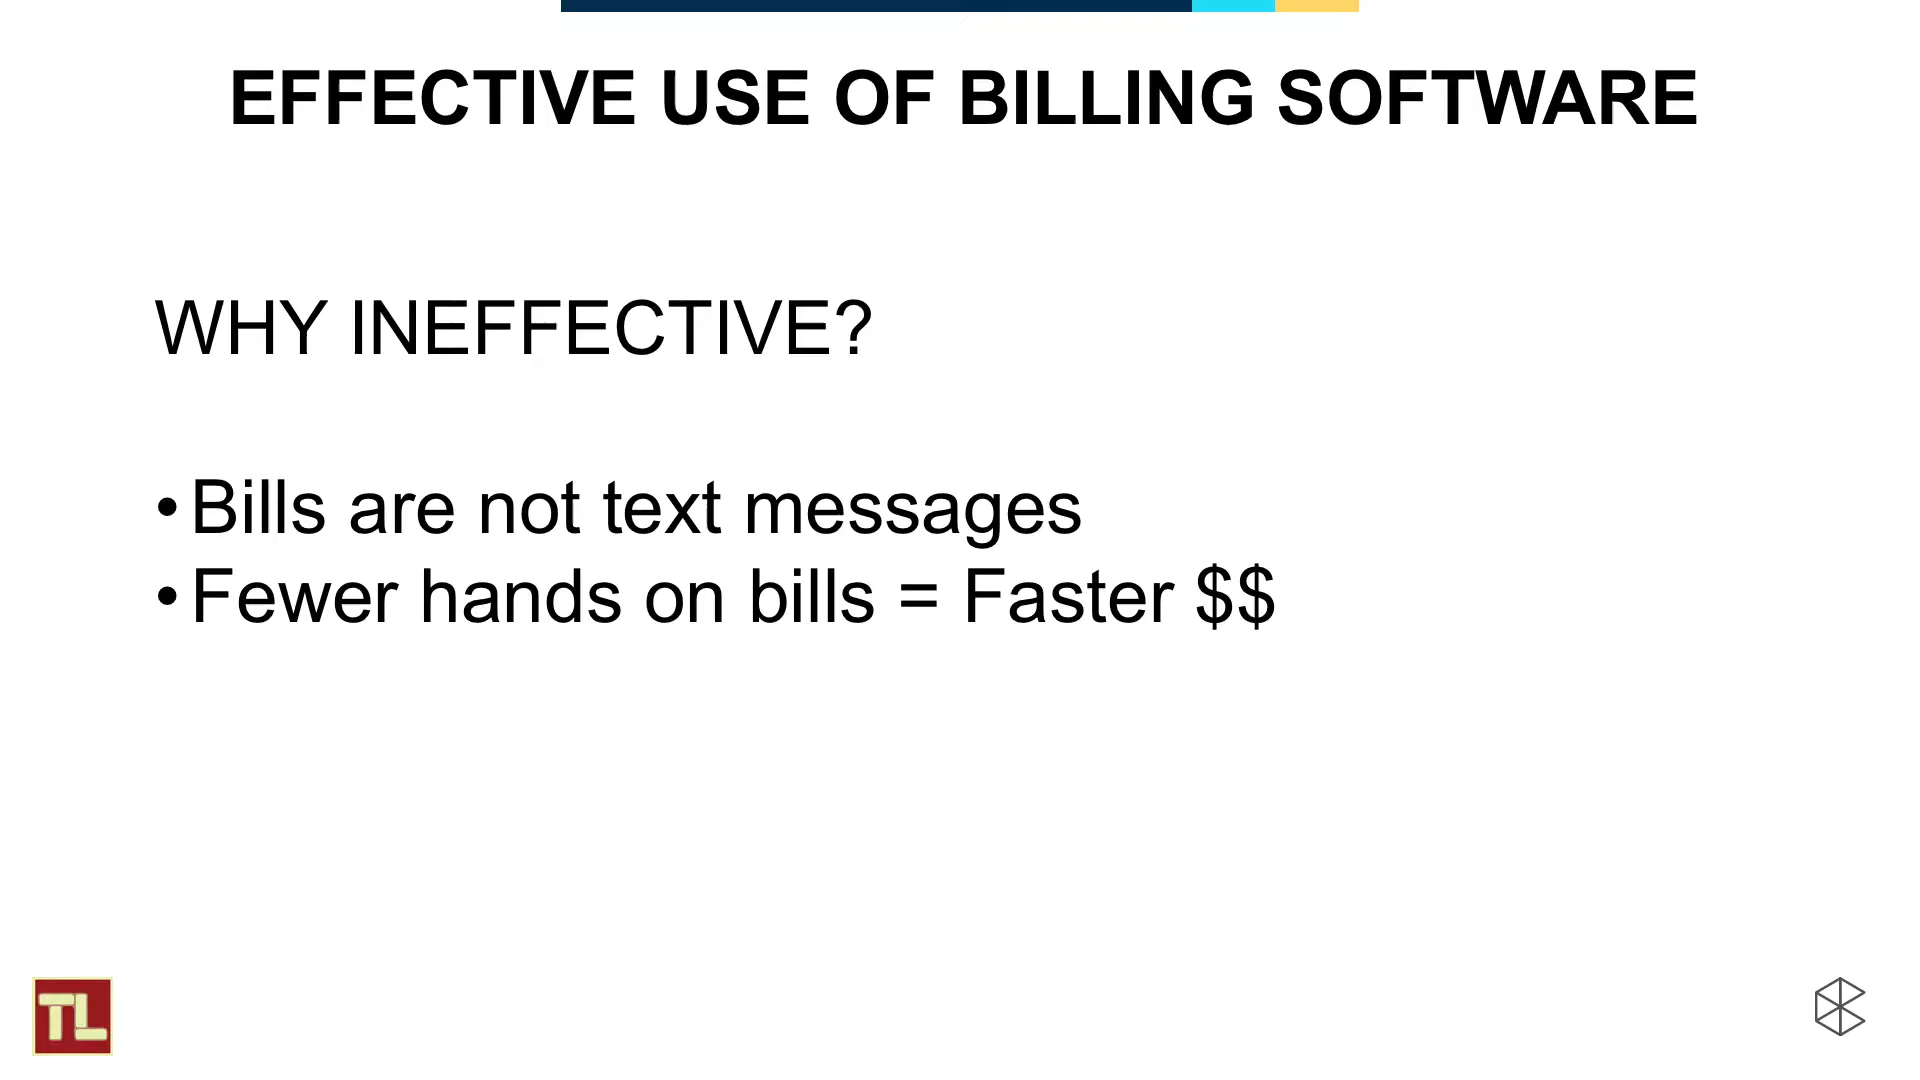 EFFECTIVE USE OF BILLING SOFTWARE
WHY INEFFECTIVE?
•Bills are not text messages
•Fewer hands on bills = Faster $$
TL